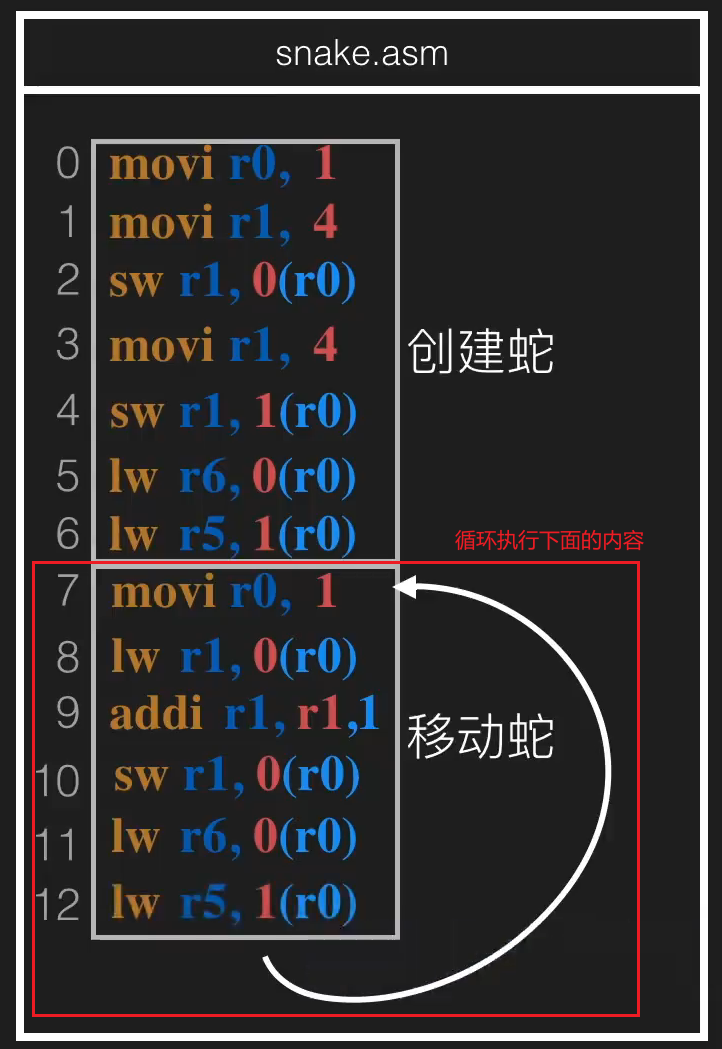 snake.asm
0 movi r0, 1
1 movi r1, 4
2 sw r1, 0(r0)
3 movi r1, 4
创建蛇
4 sw r1, 1(r0)
5 lw r6, 0(r0)
6 lw r5, 1(r0)
循环执行下面的内容
7 movi r0, 1
8 lw r1, 0(r0)
9 addi r1, r1,1
移动蛇
10 sw r1, 0(r0)
11 lw r6, 0(r0)
12 lw r5, 1(r0)